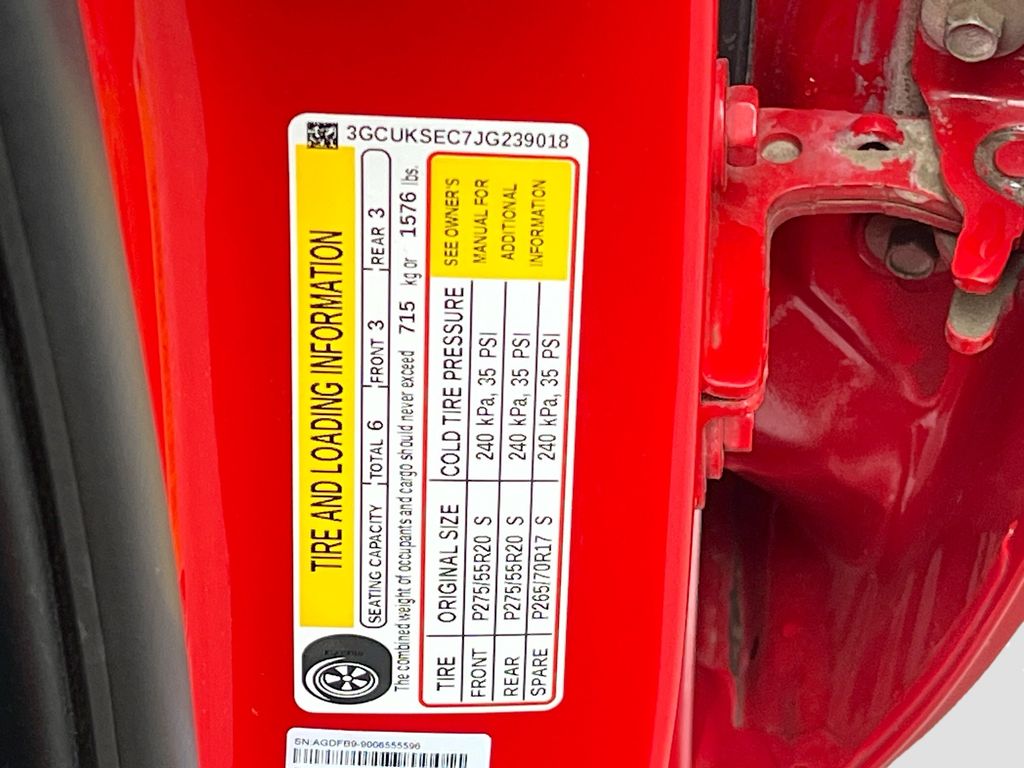 3GCUKSEC7JG239018
TIRE AND LOADING INFORMATION
SEATING CAPACITY TOTAL 6 FRONT 3 REAR 3
The combined weight of occupants and cargo should never exceed 715 kg or 1576 lbs.
TIRE ORIGINAL SIZE COLD TIRE PRESSURE
FRONT P275/55R20 S 240 kPa, 35 PSI
REAR P275/55R20 S 240 kPa, 35 PSI
SPARE P265/70R17 S 240 kPa, 35 PSI
SEE OWNER'S
MANUAL FOR
ADDITIONAL
INFORMATION
SN:AGDFB9-9006555596